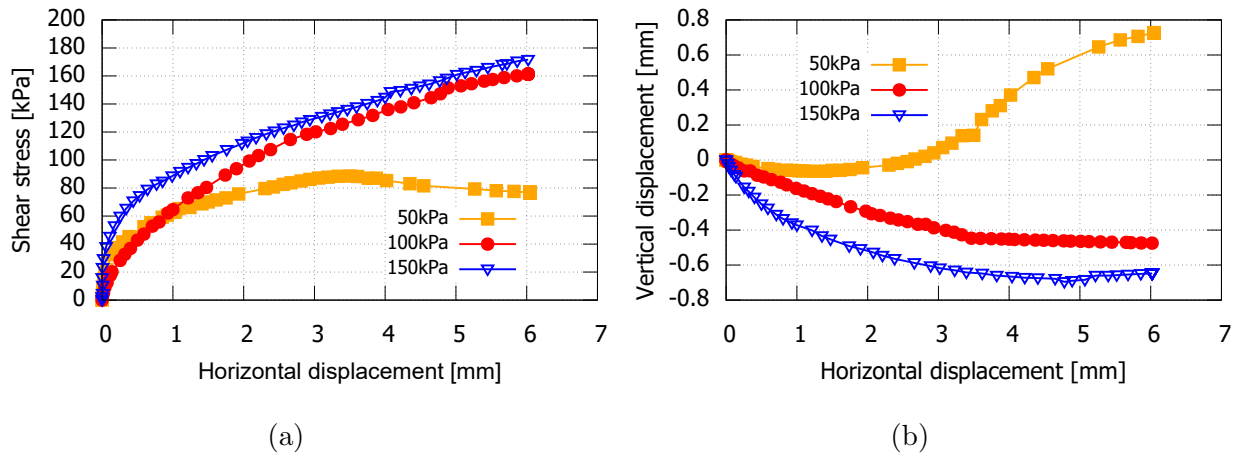 Shear stress [kPa]
200
180
160
140
120
100
80
60
40
20
0
50kPa
100kPa
150kPa
0 1 2 3 4 5 6 7
Horizontal displacement [mm]
(a)
Vertical displacement [mm]
0.8
0.6
0.4
0.2
0
-0.2
-0.4
-0.6
-0.8
50kPa
100kPa
150kPa
0 1 2 3 4 5 6 7
Horizontal displacement [mm]
(b)